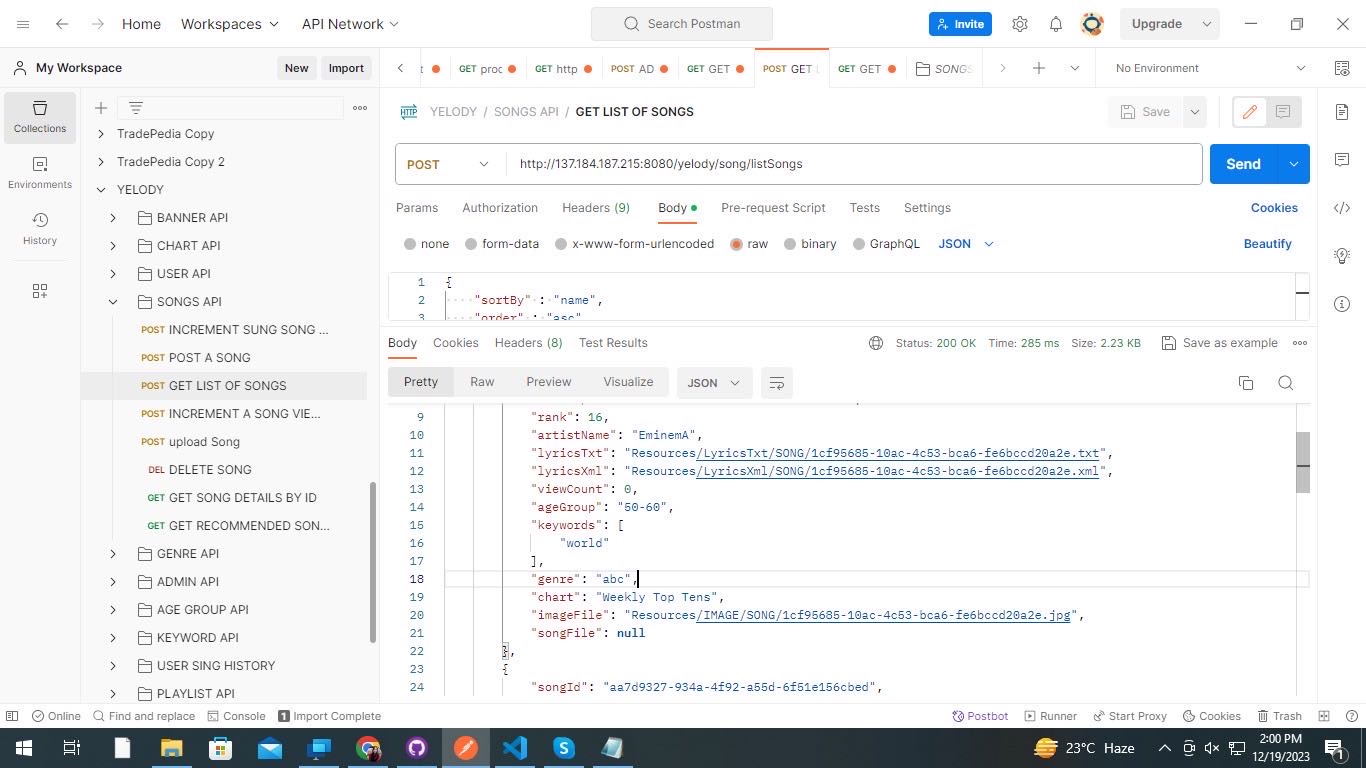 Home Workspaces API Network Search Postman Invite Upgrade
My Workspace New Import GET proc GET http POST AD GET GET POST GET GET SONGS No Environment
Collections
Environments
History
TradePedia Copy
TradePedia Copy 2
YELODY
BANNER API
CHART API
USER API
SONGS API
POST INCREMENT SUNG SONG ...
POST POST A SONG
POST GET LIST OF SONGS
POST INCREMENT A SONG VIE...
POST upload Song
DEL DELETE SONG
GET GET SONG DETAILS BY ID
GET GET RECOMMENDED SON...
GENRE API
ADMIN API
AGE GROUP API
KEYWORD API
USER SING HISTORY
PLAYLIST API
HTTP YELODY / SONGS API / GET LIST OF SONGS Save
POST http://137.184.187.215:8080/yelody/song/listSongs Send
Params Authorization Headers (9) Body Pre-request Script Tests Settings Cookies
none form-data x-www-form-urlencoded raw binary GraphQL JSON Beautify
1 {
2 "sortBy" : "name",
3 "order" : "asc"
Body Cookies Headers (8) Test Results Status: 200 OK Time: 285 ms Size: 2.23 KB Save as example
Pretty Raw Preview Visualize JSON
9 "rank": 16,
10 "artistName": "EminemA",
11 "lyricsTxt": "Resources/LyricsTxt/SONG/1cf95685-10ac-4c53-bca6-fe6bccd20a2e.txt",
12 "lyricsXml": "Resources/LyricsXml/SONG/1cf95685-10ac-4c53-bca6-fe6bccd20a2e.xml",
13 "viewCount": 0,
14 "ageGroup": "50-60",
15 "keywords": [
16 "world"
17 ],
18 "genre": "abc",
19 "chart": "Weekly Top Tens",
20 "imageFile": "Resources/IMAGE/SONG/1cf95685-10ac-4c53-bca6-fe6bccd20a2e.jpg",
21 "songFile": null
22 },
23 {
24 "songId": "aa7d9327-934a-4f92-a55d-6f51e156cbed",
Online Find and replace Console 1 Import Complete Postbot Runner Start Proxy Cookies Trash
23°C Haze 2:00 PM
12/19/2023
1